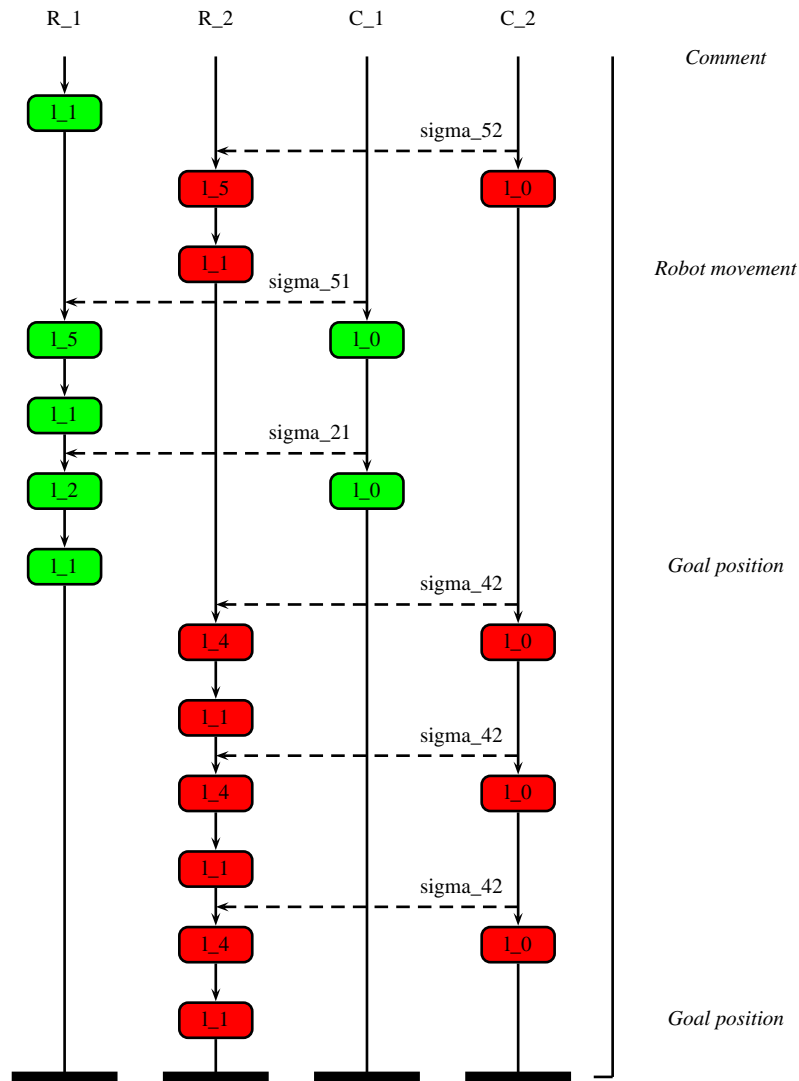 R_1 R_2 C_1 C_2
Comment
l_1
sigma_52
l_5 l_0
l_1 Robot movement
sigma_51
l_5 l_0
l_1
sigma_21
l_2 l_0
l_1 Goal position
sigma_42
l_4 l_0
l_1
sigma_42
l_4 l_0
l_1
sigma_42
l_4 l_0
l_1 Goal position